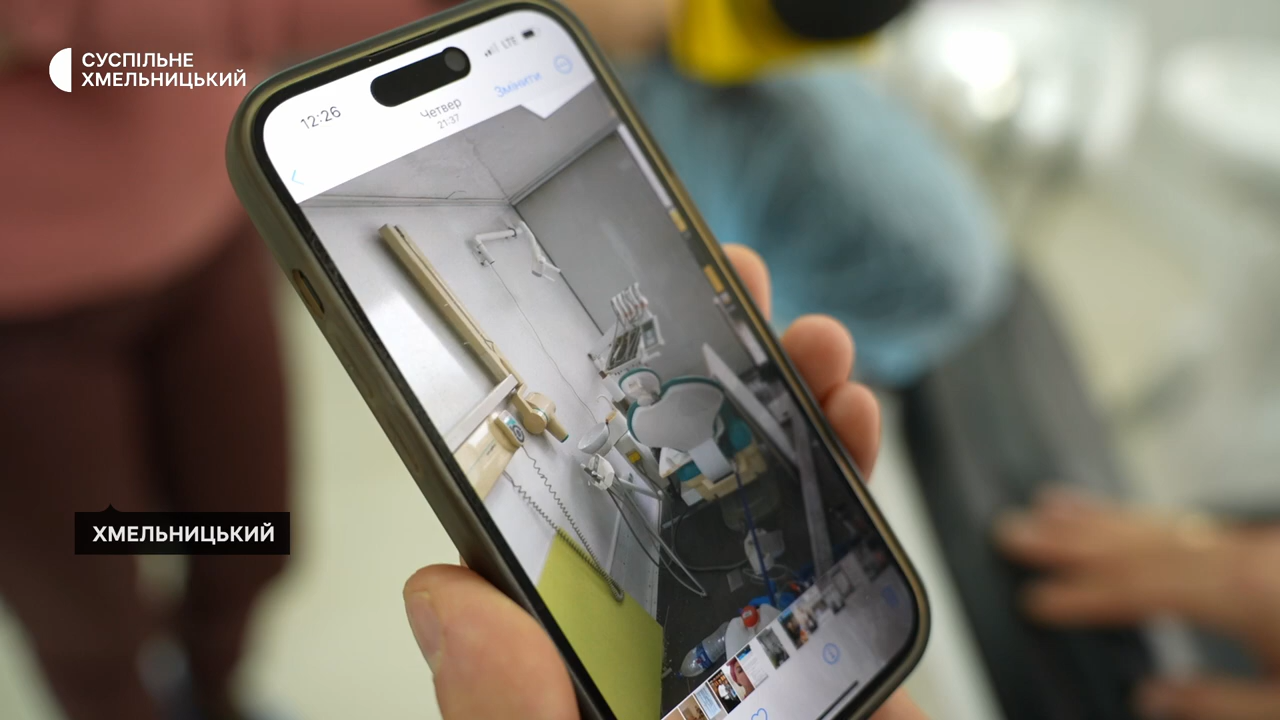 СУСПІЛЬНЕ
ХМЕЛЬНИЦЬКИЙ
12:26
LTE
Четвер
21:37
Змінити
ХМЕЛЬНИЦЬКИЙ